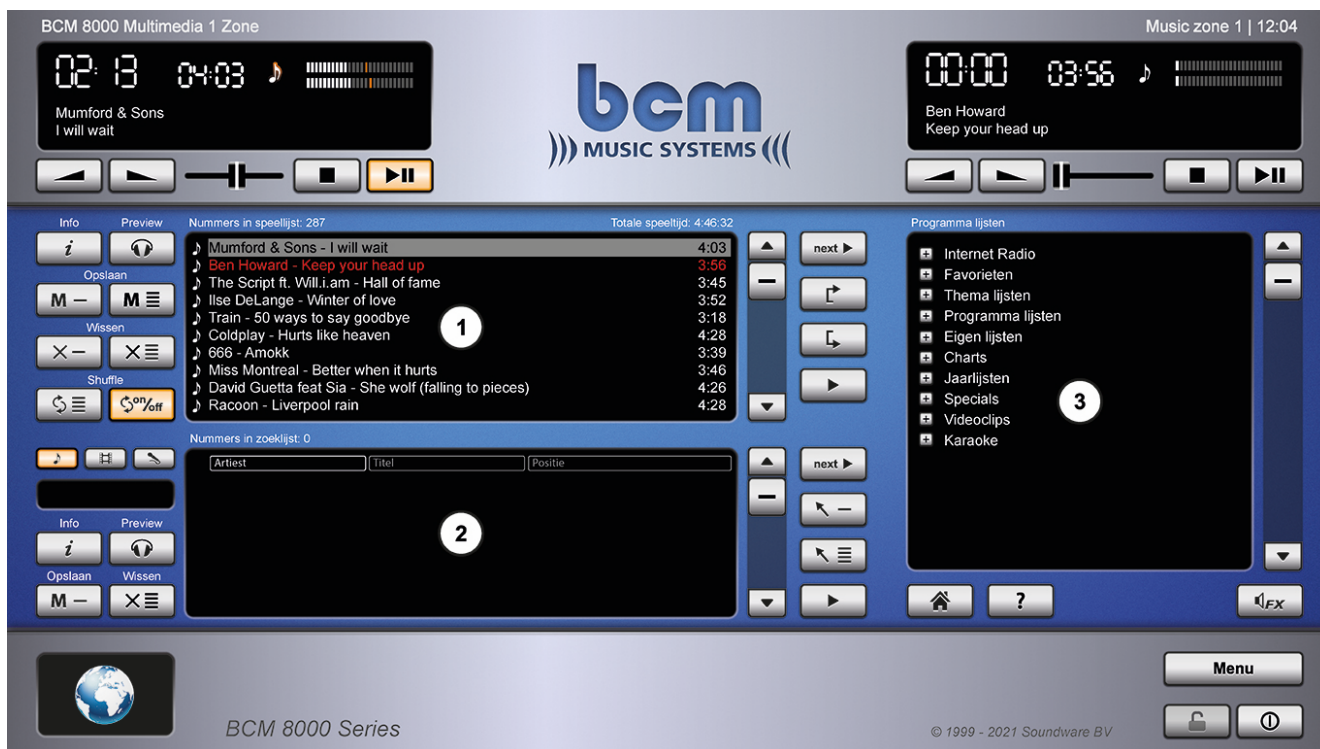 BCM 8000 Multimedia 1 Zone
Music zone 1 | 12:04
02:13 04:03
Mumford & Sons
I will wait
bcm
))) MUSIC SYSTEMS (((
00:00 03:56
Ben Howard
Keep your head up
Info Preview
i
Opslaan
M — M
Wissen
Shuffle
on/off
Nummers in speellijst: 287 Totale speeltijd: 4:46:32
Mumford & Sons - I will wait 4:03
Ben Howard - Keep your head up 3:56
The Script ft. Will.i.am - Hall of fame 3:45
Ilse DeLange - Winter of love 3:52
Train - 50 ways to say goodbye 3:18
Coldplay - Hurts like heaven 4:28
666 - Amokk 3:39
Miss Montreal - Better when it hurts 3:46
David Guetta feat Sia - She wolf (falling to pieces) 4:26
Racoon - Liverpool rain 4:28
1
next
Programma lijsten
Internet Radio
Favorieten
Thema lijsten
Programma lijsten
Eigen lijsten
Charts
Jaarlijsten
Specials
Videoclips
Karaoke
3
Nummers in zoeklijst: 0
Artiest Titel Positie
2
next
Info Preview
i
Opslaan Wissen
M —
?
FX
BCM 8000 Series
© 1999 - 2021 Soundware BV
Menu